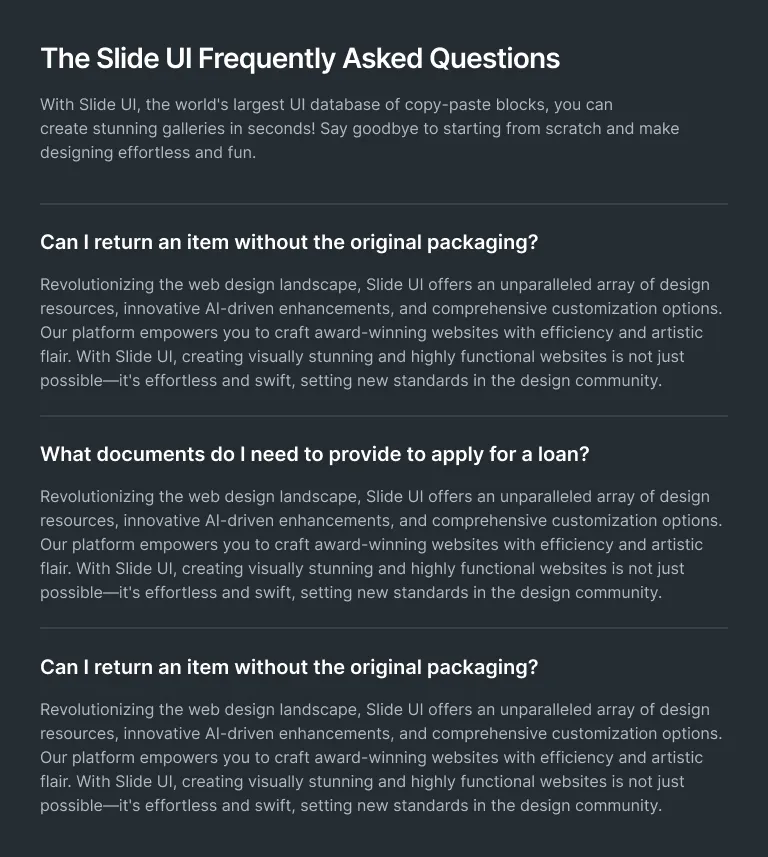 The Slide UI Frequently Asked Questions
With Slide UI, the world's largest UI database of copy-paste blocks, you can
create stunning galleries in seconds! Say goodbye to starting from scratch and make
designing effortless and fun.
Can I return an item without the original packaging?
Revolutionizing the web design landscape, Slide UI offers an unparalleled array of design
resources, innovative AI-driven enhancements, and comprehensive customization options.
Our platform empowers you to craft award-winning websites with efficiency and artistic
flair. With Slide UI, creating visually stunning and highly functional websites is not just
possible—it's effortless and swift, setting new standards in the design community.
What documents do I need to provide to apply for a loan?
Revolutionizing the web design landscape, Slide UI offers an unparalleled array of design
resources, innovative AI-driven enhancements, and comprehensive customization options.
Our platform empowers you to craft award-winning websites with efficiency and artistic
flair. With Slide UI, creating visually stunning and highly functional websites is not just
possible—it's effortless and swift, setting new standards in the design community.
Can I return an item without the original packaging?
Revolutionizing the web design landscape, Slide UI offers an unparalleled array of design
resources, innovative AI-driven enhancements, and comprehensive customization options.
Our platform empowers you to craft award-winning websites with efficiency and artistic
flair. With Slide UI, creating visually stunning and highly functional websites is not just
possible—it's effortless and swift, setting new standards in the design community.